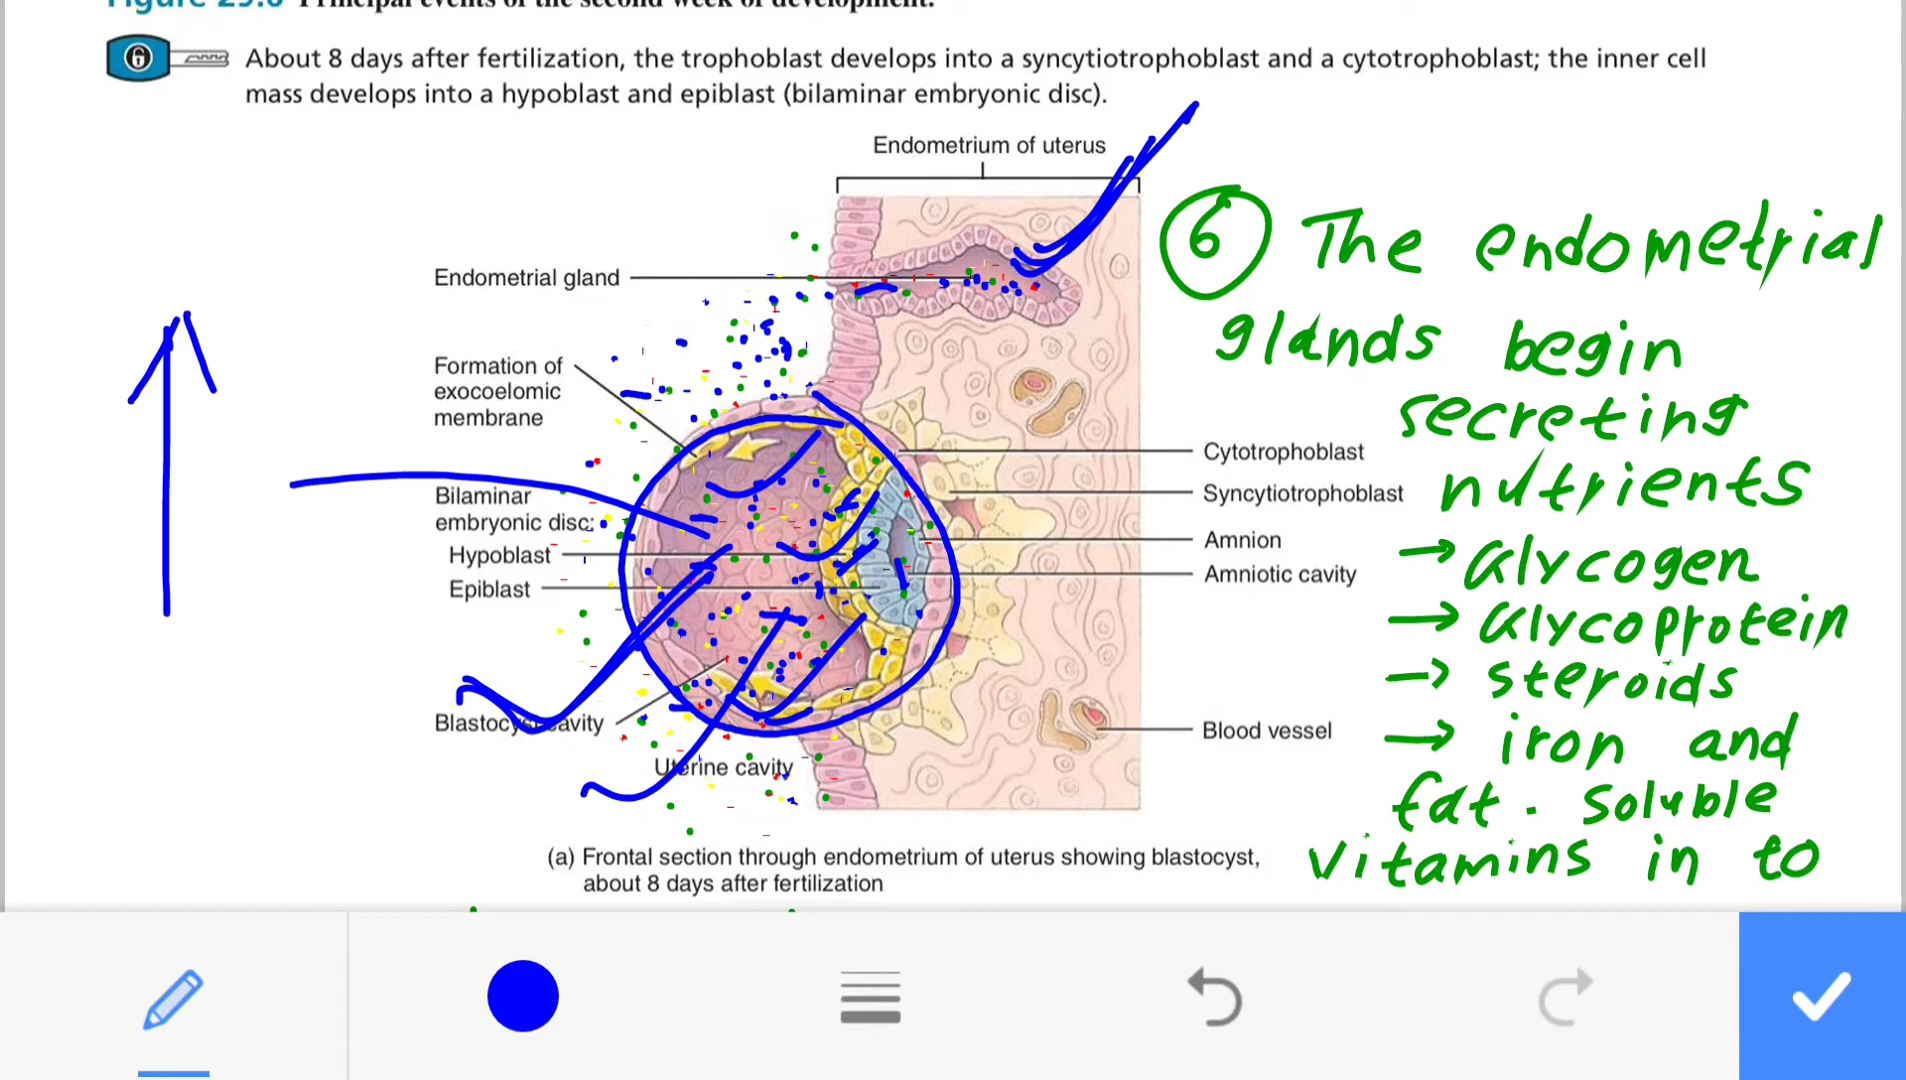 Figure 29.6 Principal events of the second week of development.
6 About 8 days after fertilization, the trophoblast develops into a syncytiotrophoblast and a cytotrophoblast; the inner cell
mass develops into a hypoblast and epiblast (bilaminar embryonic disc).
Endometrium of uterus
Endometrial gland
Formation of
exocoelomic
membrane
Bilaminar
embryonic disc:
Hypoblast
Epiblast
Blastocyst cavity
Uterine cavity
Cytotrophoblast
Syncytiotrophoblast
Amnion
Amniotic cavity
Blood vessel
(a) Frontal section through endometrium of uterus showing blastocyst,
about 8 days after fertilization
6 The endometrial
glands begin
secreting
nutrients
→ Glycogen
→ Glycoprotein
→ steroids
→ iron and
fat. soluble
vitamins in to